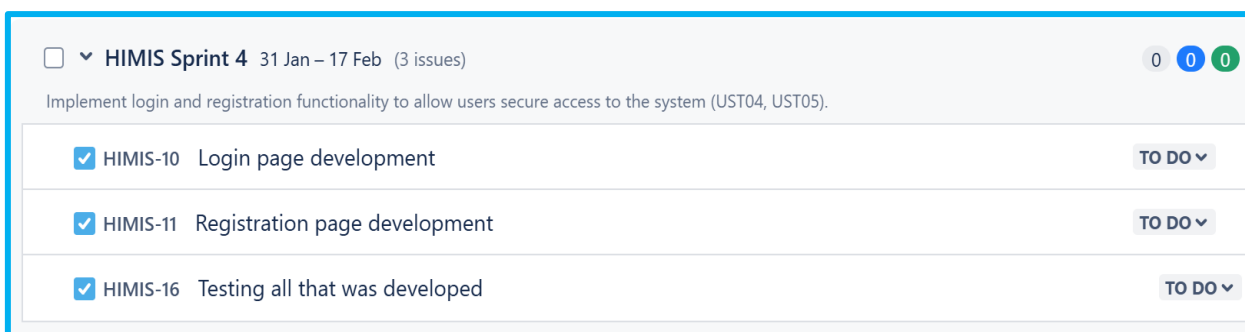 HIMIS Sprint 4 31 Jan – 17 Feb (3 issues) 0 0 0
Implement login and registration functionality to allow users secure access to the system (UST04, UST05).
HIMIS-10 Login page development TO DO
HIMIS-11 Registration page development TO DO
HIMIS-16 Testing all that was developed TO DO